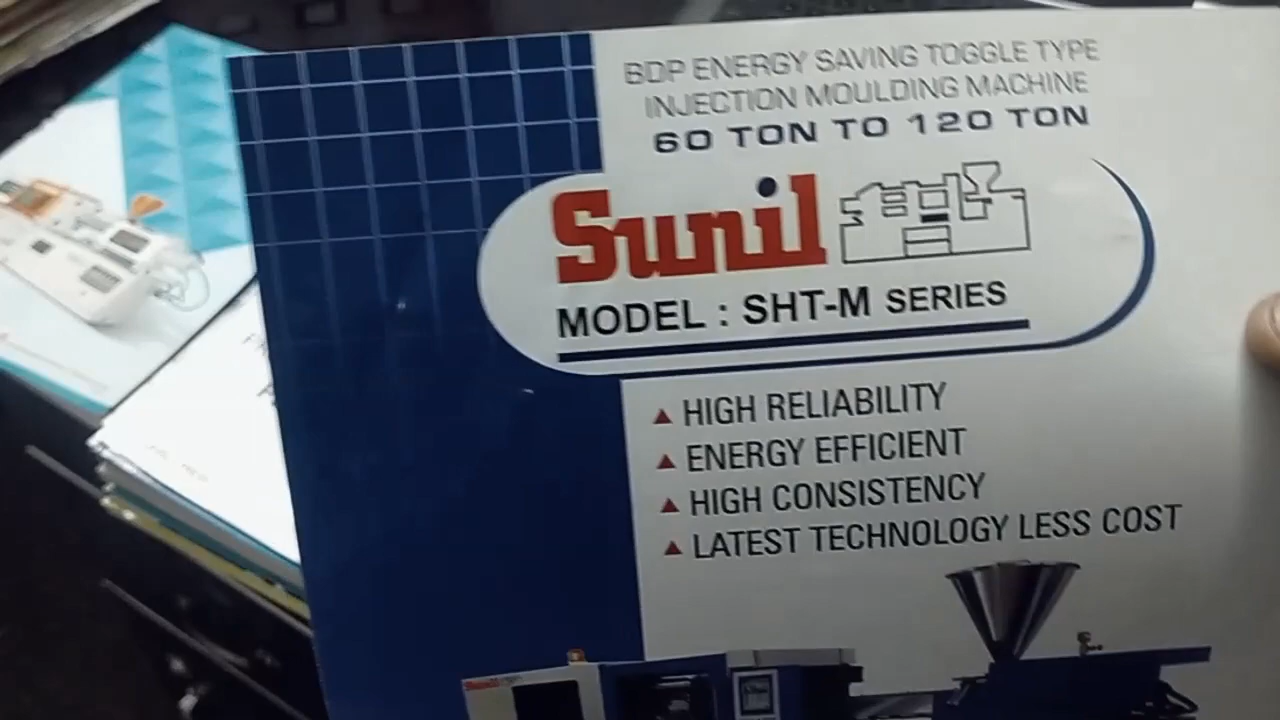 BDP ENERGY SAVING TOGGLE TYPE
INJECTION MOULDING MACHINE
60 TON TO 120 TON
Sunil
MODEL : SHT-M SERIES
▲ HIGH RELIABILITY
▲ ENERGY EFFICIENT
▲ HIGH CONSISTENCY
▲ LATEST TECHNOLOGY LESS COST
Sunil